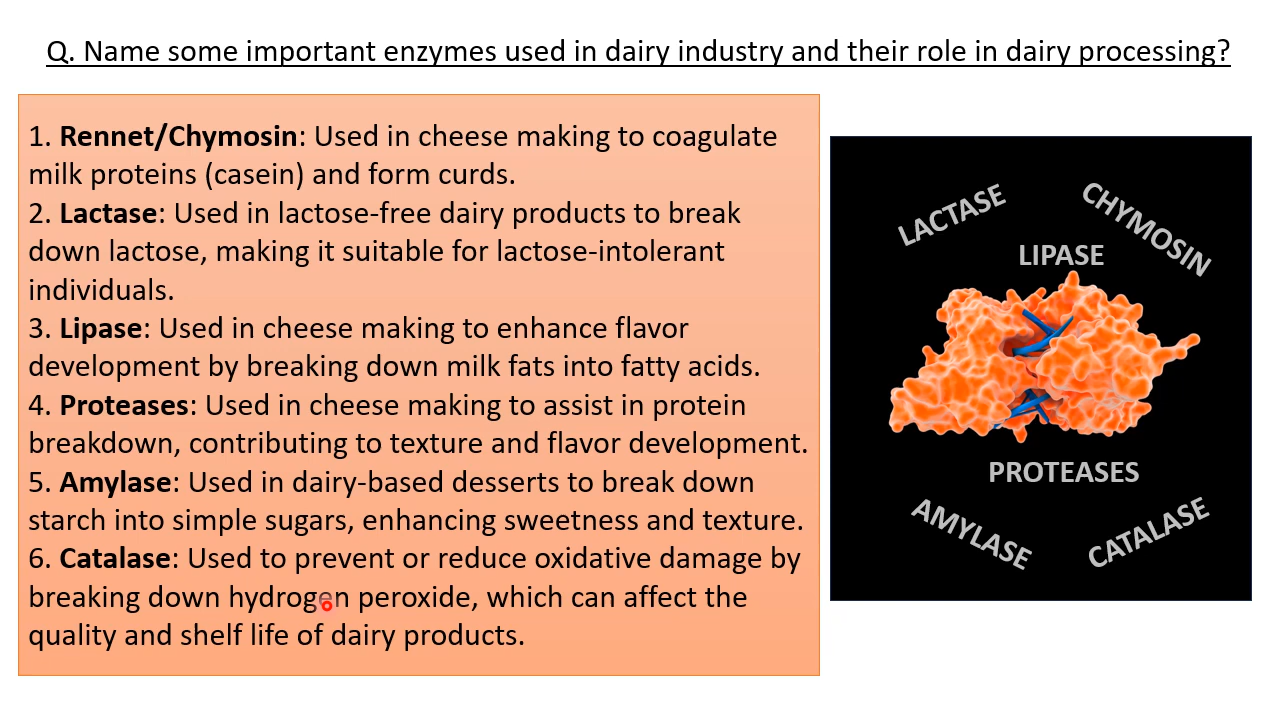 Q. Name some important enzymes used in dairy industry and their role in dairy processing?
1. Rennet/Chymosin: Used in cheese making to coagulate
milk proteins (casein) and form curds.
2. Lactase: Used in lactose-free dairy products to break
down lactose, making it suitable for lactose-intolerant
individuals.
3. Lipase: Used in cheese making to enhance flavor
development by breaking down milk fats into fatty acids.
4. Proteases: Used in cheese making to assist in protein
breakdown, contributing to texture and flavor development.
5. Amylase: Used in dairy-based desserts to break down
starch into simple sugars, enhancing sweetness and texture.
6. Catalase: Used to prevent or reduce oxidative damage by
breaking down hydrogen peroxide, which can affect the
quality and shelf life of dairy products.
LACTASE
CHYMOSIN
LIPASE
PROTEASES
AMYLASE
CATALASE